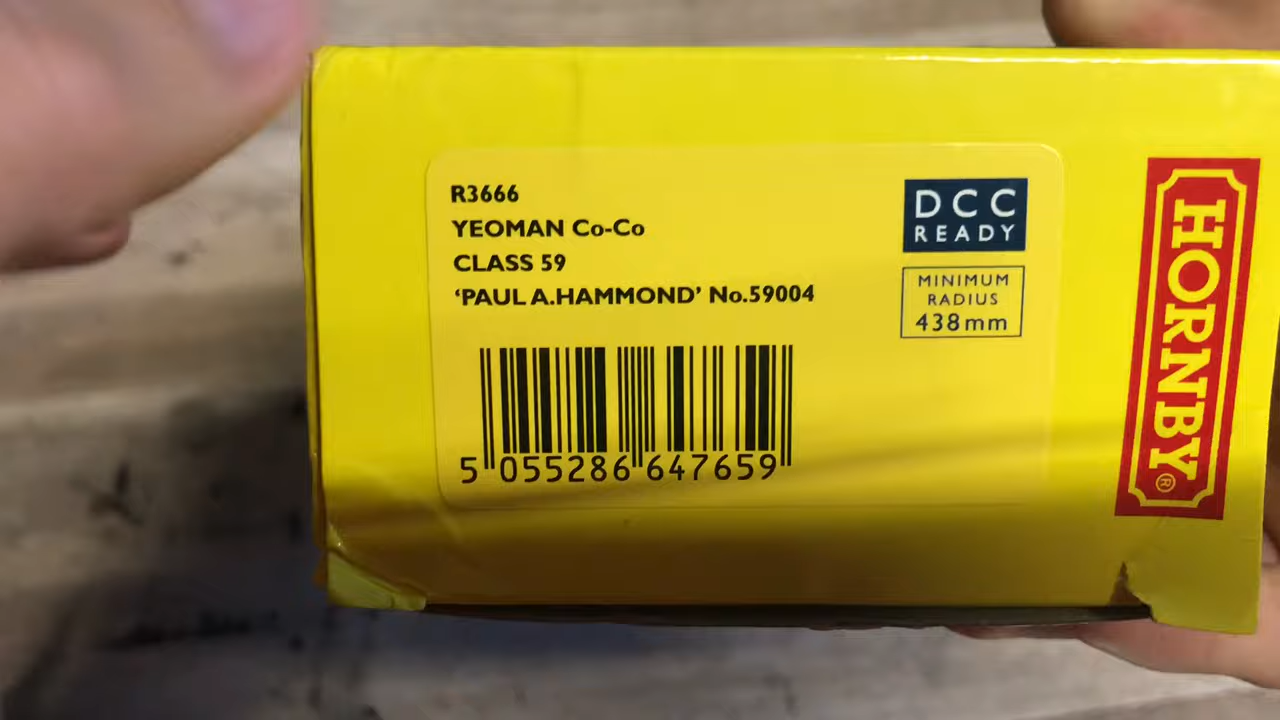 R3666
YEOMAN Co-Co
CLASS 59
‘PAUL A.HAMMOND’ No.59004
5 055286 647659
DCC
READY
MINIMUM
RADIUS
438mm
HORNBY®